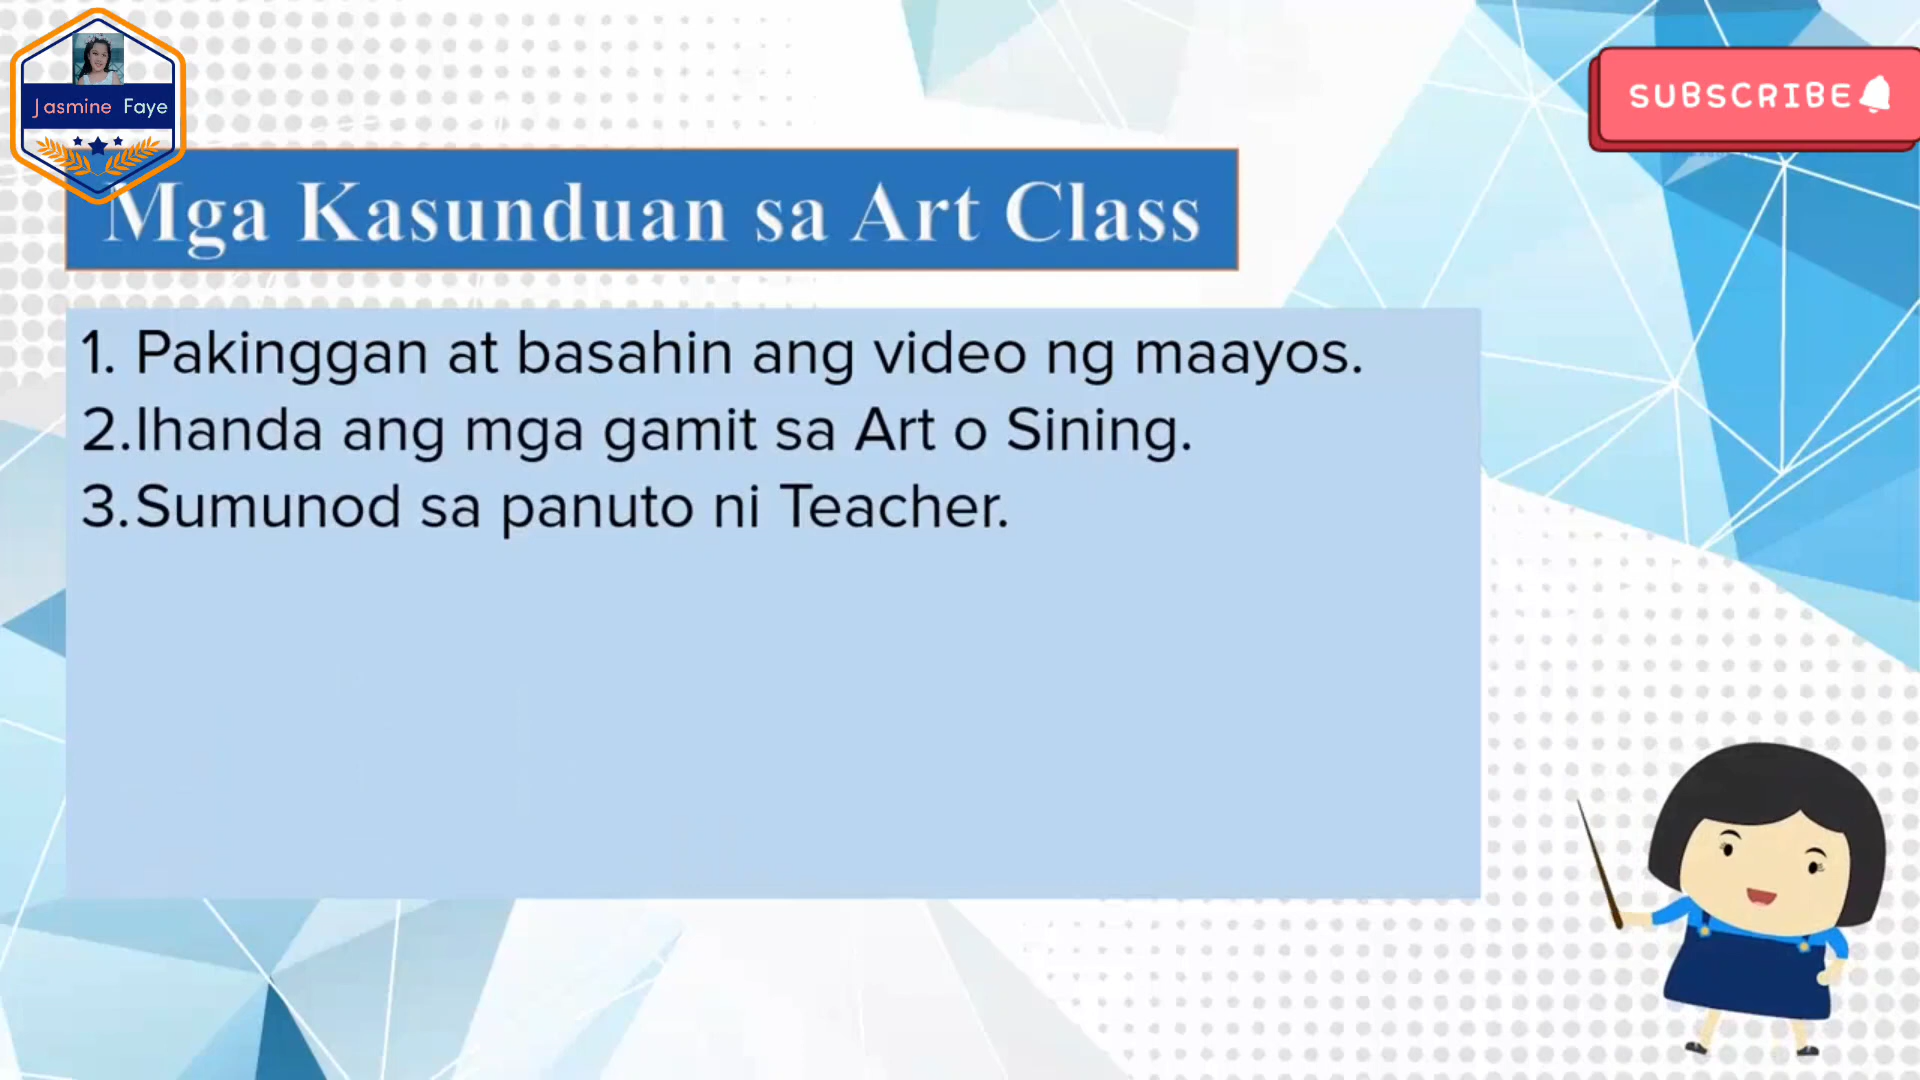 Jasmine Faye
SUBSCRIBE
Mga Kasunduan sa Art Class
1. Pakinggan at basahin ang video ng maayos.
2.Ihanda ang mga gamit sa Art o Sining.
3.Sumunod sa panuto ni Teacher.